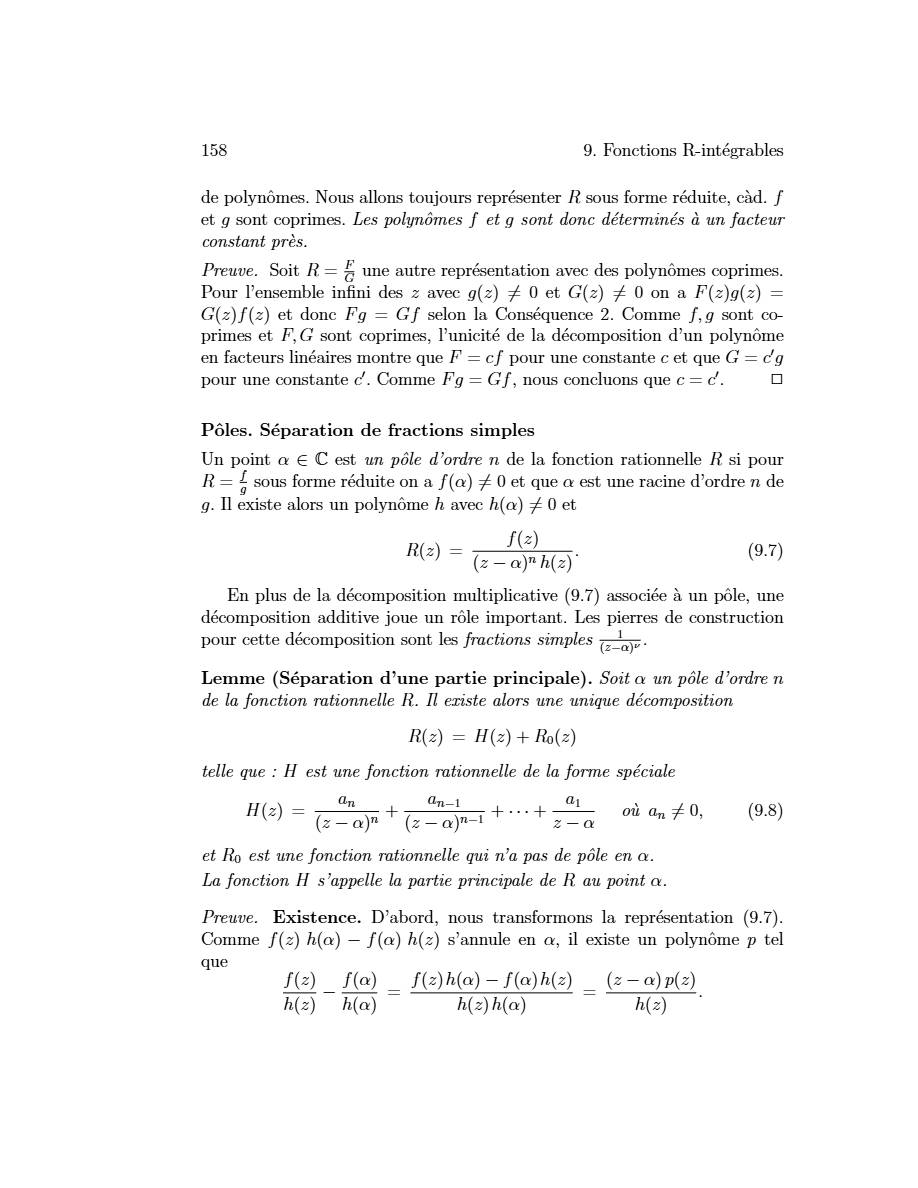 158 9. Fonctions R-intégrables
de polynômes. Nous allons toujours représenter R sous forme réduite, càd. f
et g sont coprimes. Les polynômes f et g sont donc déterminés à un facteur
constant près.
Preuve. Soit R = F/G une autre représentation avec des polynômes coprimes.
Pour l'ensemble infini des z avec g(z) ≠ 0 et G(z) ≠ 0 on a F(z)g(z) =
G(z)f(z) et donc Fg = Gf selon la Conséquence 2. Comme f, g sont co-
primes et F, G sont coprimes, l'unicité de la décomposition d'un polynôme
en facteurs linéaires montre que F = cf pour une constante c et que G = c′g
pour une constante c′. Comme Fg = Gf, nous concluons que c = c′. □
Pôles. Séparation de fractions simples
Un point α ∈ ℂ est un pôle d'ordre n de la fonction rationnelle R si pour
R = f/g sous forme réduite on a f(α) ≠ 0 et que α est une racine d'ordre n de
g. Il existe alors un polynôme h avec h(α) ≠ 0 et
R(z) = f(z)/((z − α)ⁿ h(z)). (9.7)
En plus de la décomposition multiplicative (9.7) associée à un pôle, une
décomposition additive joue un rôle important. Les pierres de construction
pour cette décomposition sont les fractions simples 1/(z−α)^ν.
Lemme (Séparation d'une partie principale). Soit α un pôle d'ordre n
de la fonction rationnelle R. Il existe alors une unique décomposition
R(z) = H(z) + R₀(z)
telle que : H est une fonction rationnelle de la forme spéciale
H(z) = aₙ/(z − α)ⁿ + aₙ₋₁/(z − α)ⁿ⁻¹ + · · · + a₁/(z − α) où aₙ ≠ 0, (9.8)
et R₀ est une fonction rationnelle qui n'a pas de pôle en α.
La fonction H s'appelle la partie principale de R au point α.
Preuve. Existence. D'abord, nous transformons la représentation (9.7).
Comme f(z) h(α) − f(α) h(z) s'annule en α, il existe un polynôme p tel
que
f(z)/h(z) − f(α)/h(α) = (f(z) h(α) − f(α) h(z))/(h(z) h(α)) = ((z − α) p(z))/h(z).